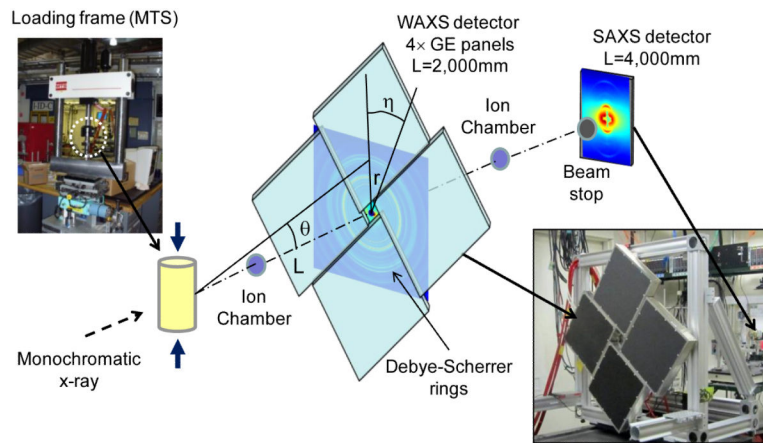 Loading frame (MTS)
WAXS detector
4× GE panels
L=2,000mm
SAXS detector
L=4,000mm
Ion
Chamber
η
r
θ
L
Beam
stop
Ion
Chamber
Monochromatic
x-ray
Debye-Scherrer
rings
MTS